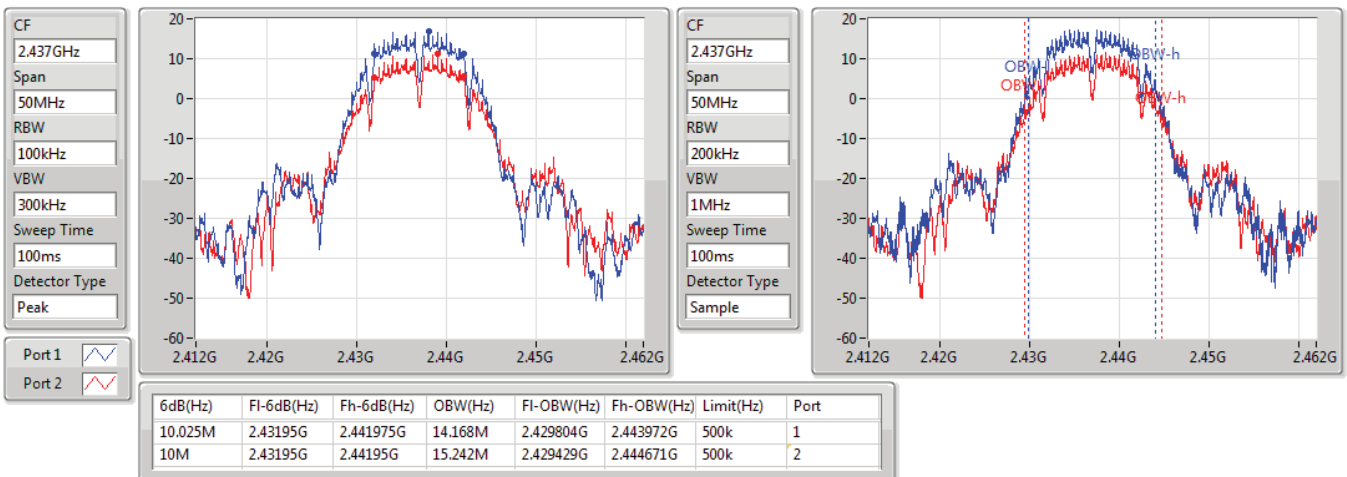 CF
2.437GHz
Span
50MHz
RBW
100kHz
VBW
300kHz
Sweep Time
100ms
Detector Type
Peak
Port 1
Port 2
20
10
0
-10
-20
-30
-40
-50
-60
2.412G 2.42G 2.43G 2.44G 2.45G 2.462G
CF
2.437GHz
Span
50MHz
RBW
200kHz
VBW
1MHz
Sweep Time
100ms
Detector Type
Sample
20
10
0
-10
-20
-30
-40
-50
-60
OBW-h
OBW-h
2.412G 2.42G 2.43G 2.44G 2.45G 2.462G
6dB(Hz) Fl-6dB(Hz) Fh-6dB(Hz) OBW(Hz) Fl-OBW(Hz) Fh-OBW(Hz) Limit(Hz) Port
10.025M 2.43195G 2.441975G 14.168M 2.429804G 2.443972G 500k 1
10M 2.43195G 2.44195G 15.242M 2.429429G 2.444671G 500k 2